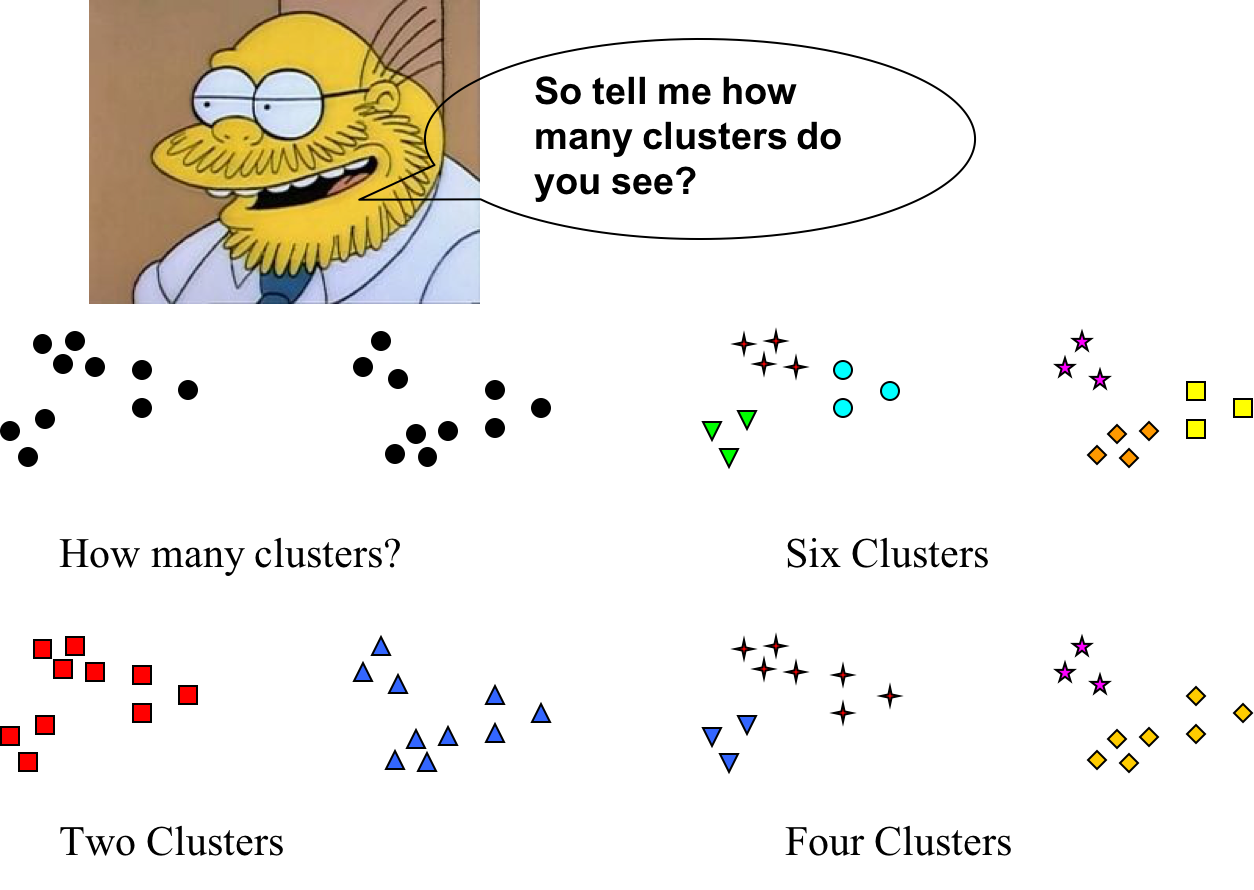 So tell me how
many clusters do
you see?
How many clusters?
Six Clusters
Two Clusters
Four Clusters